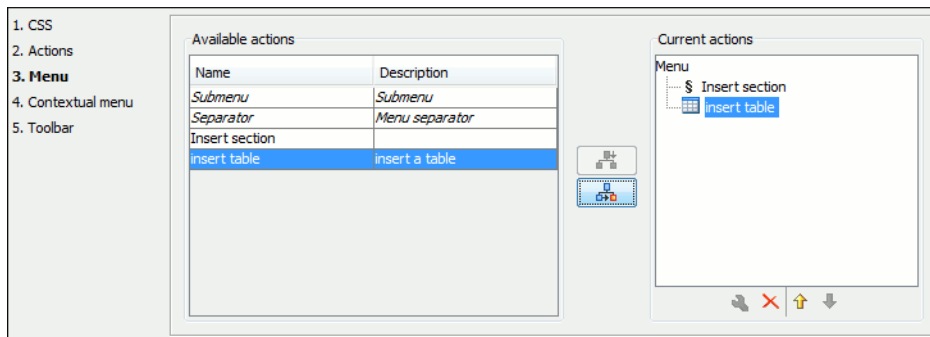 1. CSS
2. Actions
3. Menu
4. Contextual menu
5. Toolbar
Available actions
Name Description
Submenu Submenu
Separator Menu separator
Insert section
insert table insert a table
Current actions
Menu
§ Insert section
insert table